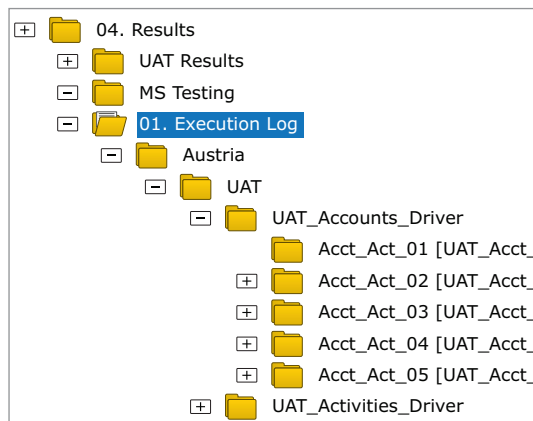 04. Results
UAT Results
MS Testing
01. Execution Log
Austria
UAT
UAT_Accounts_Driver
Acct_Act_01 [UAT_Acct_
Acct_Act_02 [UAT_Acct_
Acct_Act_03 [UAT_Acct_
Acct_Act_04 [UAT_Acct_
Acct_Act_05 [UAT_Acct_
UAT_Activities_Driver